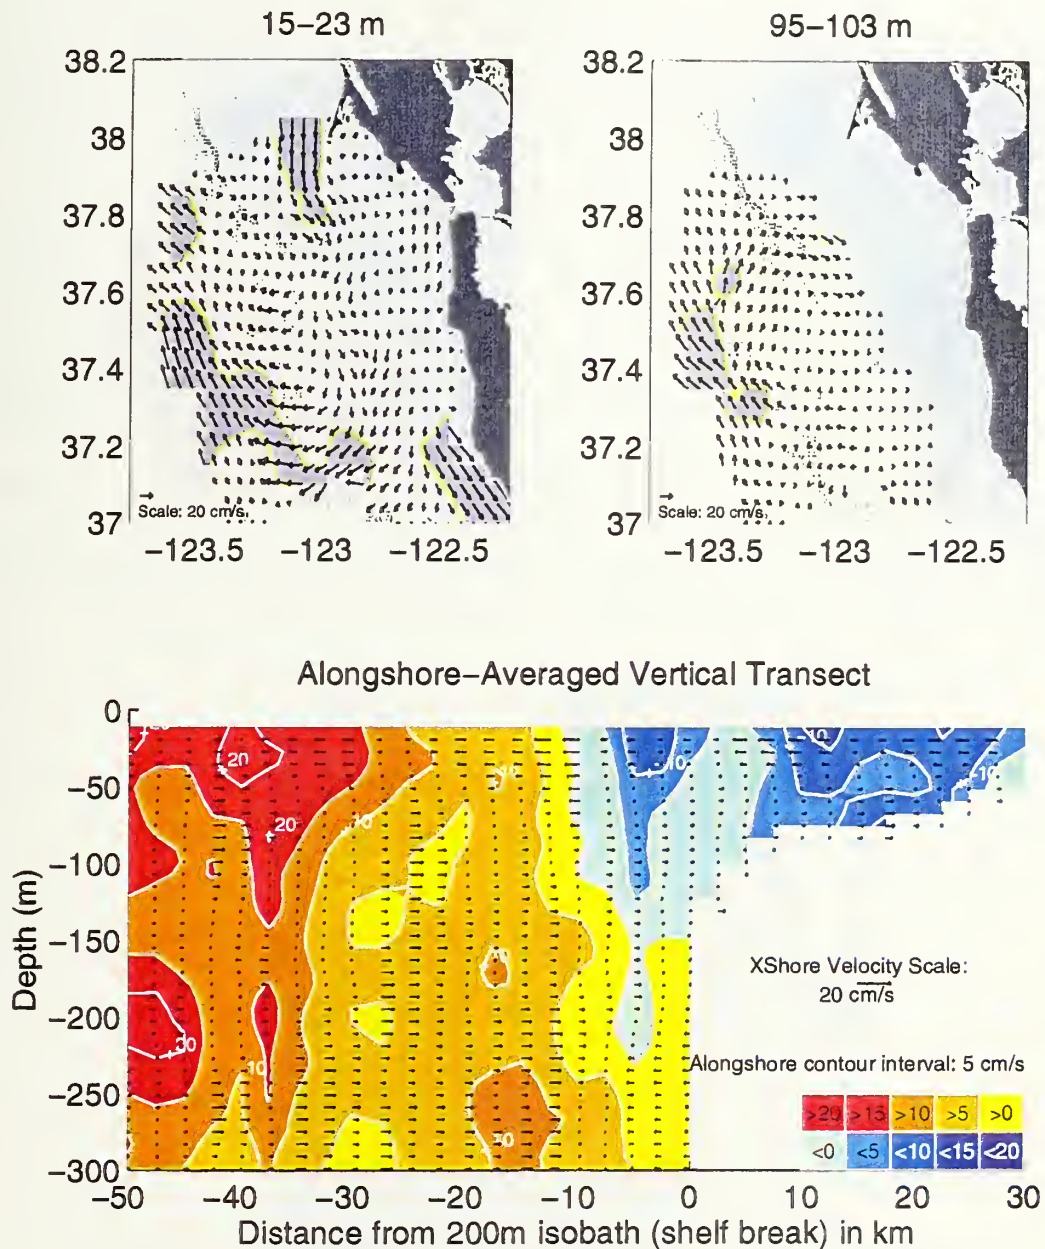 15–23 m
95–103 m
38.2
38
37.8
37.6
37.4
37.2
37
Scale: 20 cm/s
−123.5 −123 −122.5
38.2
38
37.8
37.6
37.4
37.2
37
Scale: 20 cm/s
−123.5 −123 −122.5
Alongshore–Averaged Vertical Transect
0
−50
−100
−150
−200
−250
−300
Depth (m)
20
20
10
10
10
10
20
10
10
XShore Velocity Scale:
20 cm/s
Alongshore contour interval: 5 cm/s
>20 >15 >10 >5 >0
<0 <5 <10 <15 <20
−50 −40 −30 −20 −10 0 10 20 30
Distance from 200m isobath (shelf break) in km